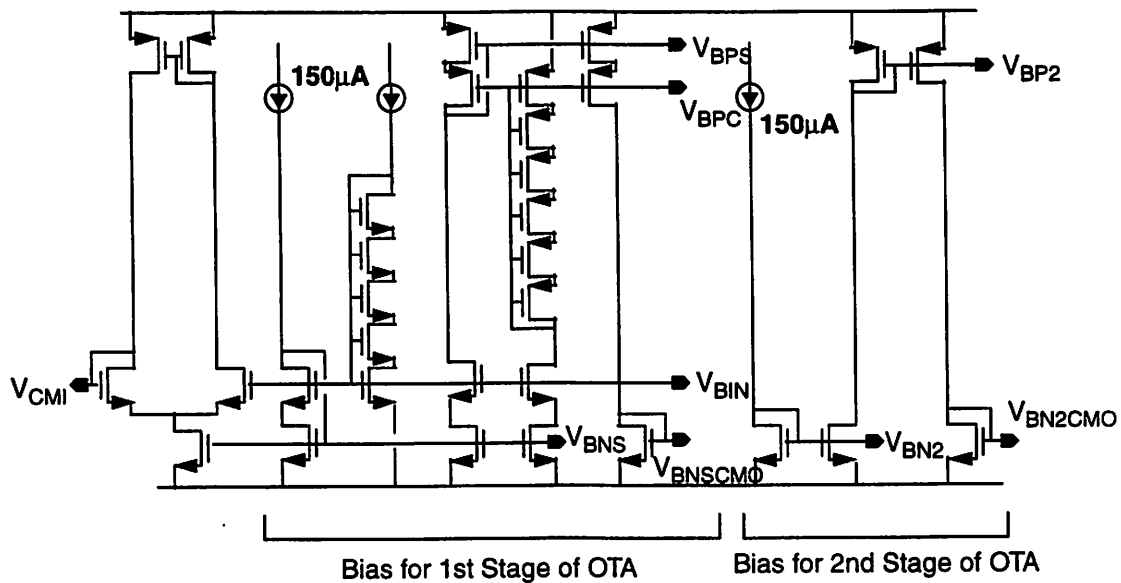 150μA
V_BPS
V_BPC
150μA
V_BP2
V_CMI
V_BIN
V_BNS
V_BNSCMO
V_BN2
V_BN2CMO
Bias for 1st Stage of OTA
Bias for 2nd Stage of OTA